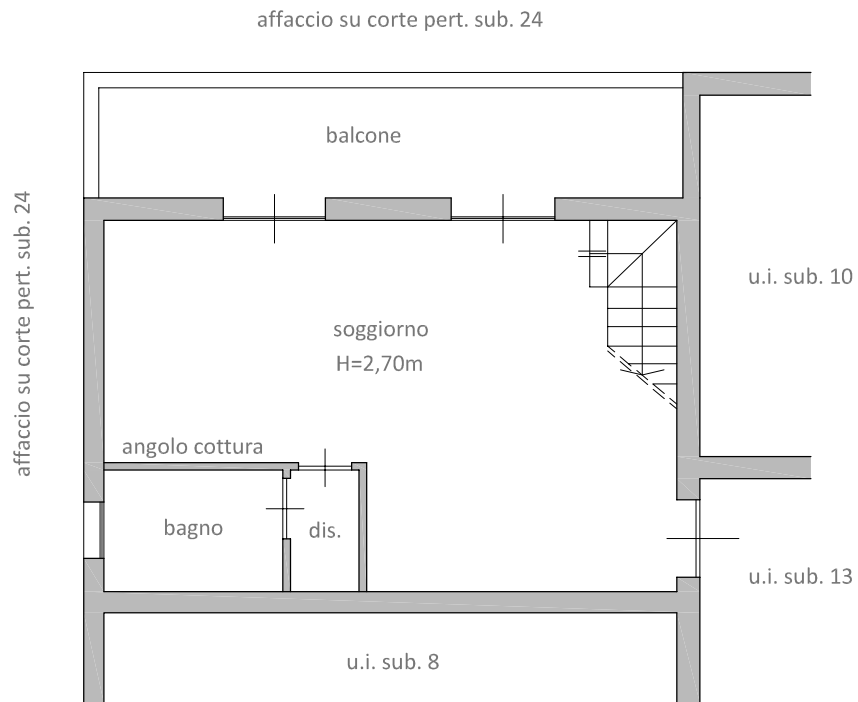 affaccio su corte pert. sub. 24
balcone
affaccio su corte pert. sub. 24
u.i. sub. 10
soggiorno
H=2,70m
angolo cottura
bagno
dis.
u.i. sub. 13
u.i. sub. 8